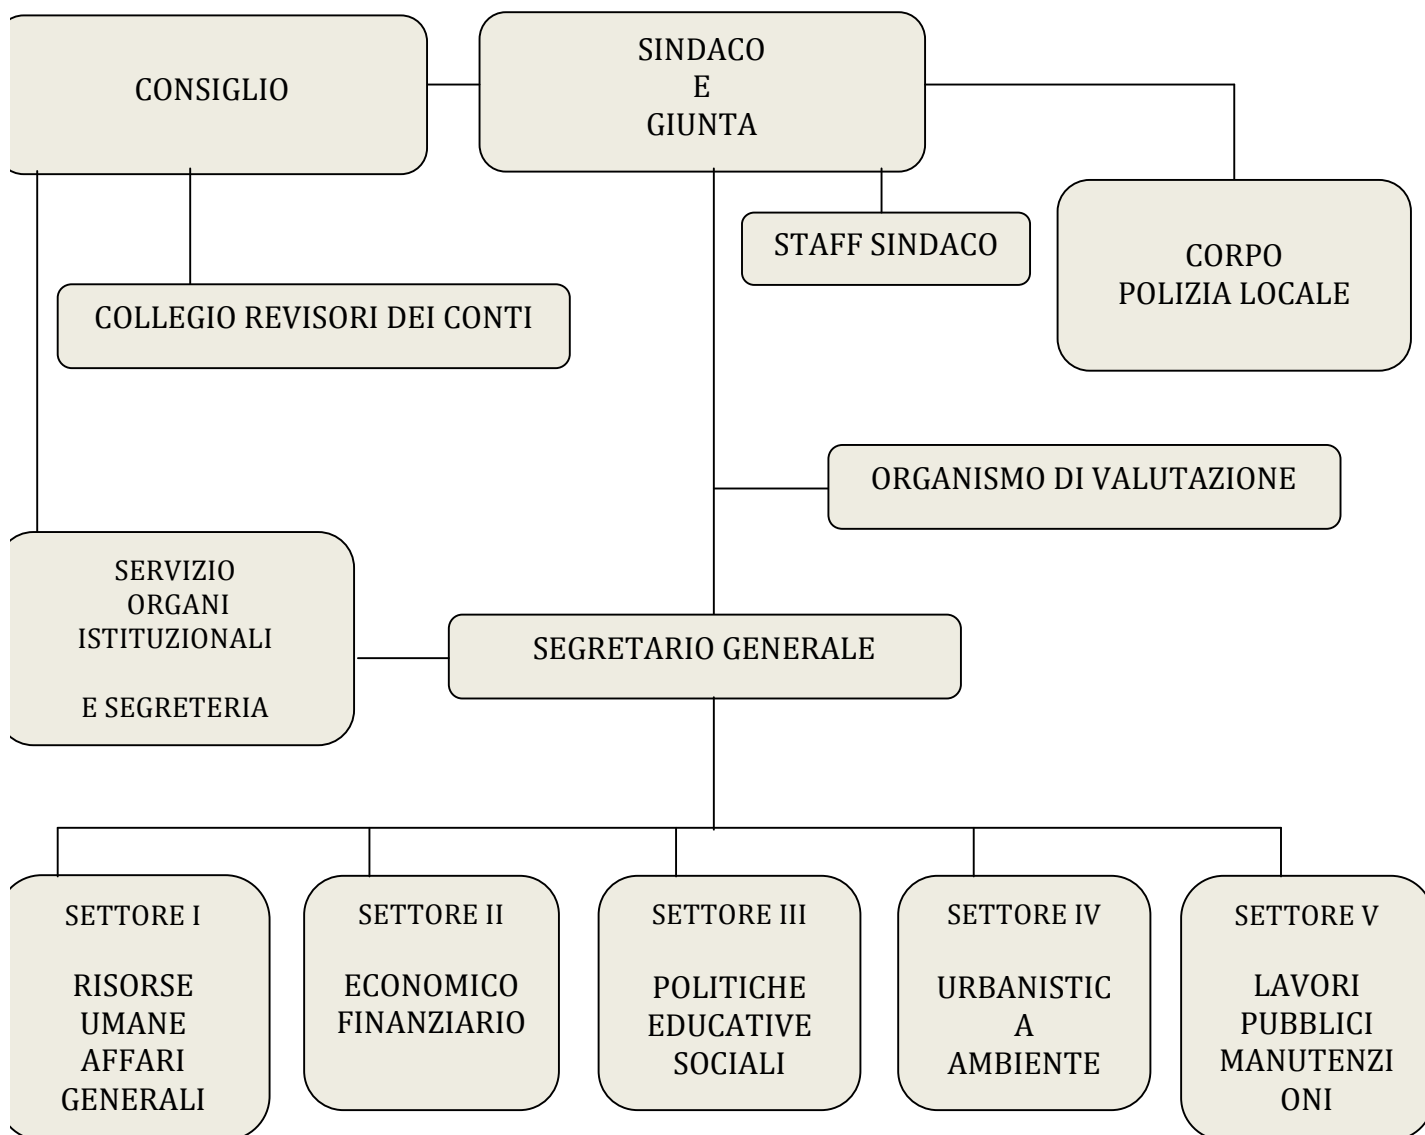 CONSIGLIO
SINDACO
E
GIUNTA
STAFF SINDACO
CORPO
POLIZIA LOCALE
COLLEGIO REVISORI DEI CONTI
ORGANISMO DI VALUTAZIONE
SERVIZIO
ORGANI
ISTITUZIONALI
E SEGRETERIA
SEGRETARIO GENERALE
SETTORE I
RISORSE
UMANE
AFFARI
GENERALI
SETTORE II
ECONOMICO
FINANZIARIO
SETTORE III
POLITICHE
EDUCATIVE
SOCIALI
SETTORE IV
URBANISTIC
A
AMBIENTE
SETTORE V
LAVORI
PUBBLICI
MANUTENZI
ONI